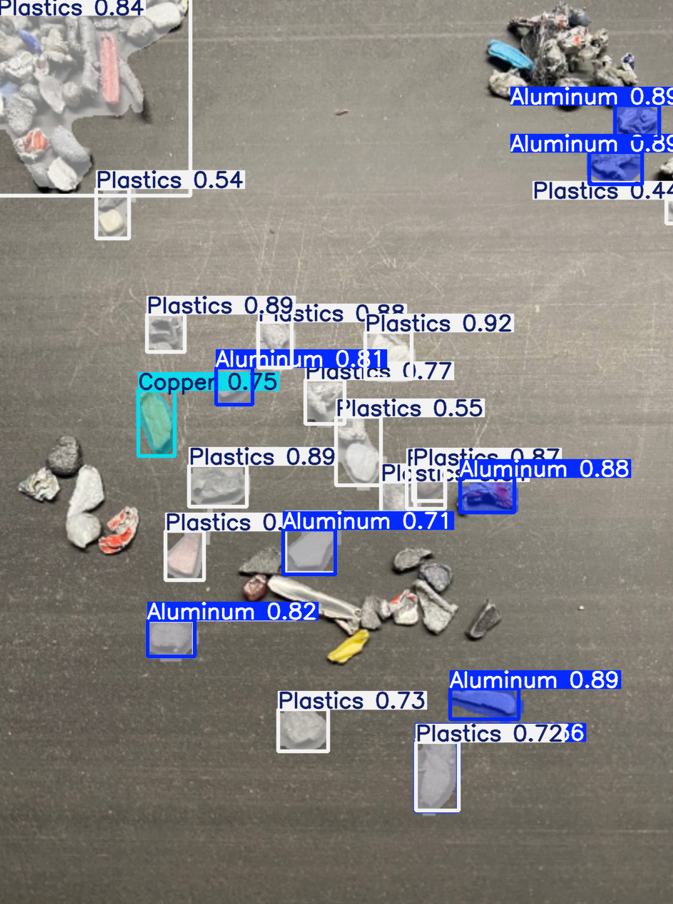 Plastics 0.84
Aluminum 0.89
Aluminum 0.89
Plastics 0.54
Plastics 0.44
Plastics 0.89
0.88
Plastics 0.92
Aluminum 0.81
Plastics 0.77
Copper 0.75
Plastics 0.55
Plastics 0.89
Plastics 0.87
Aluminum 0.88
Plastics
Aluminum 0.71
Aluminum 0.82
Aluminum 0.89
Plastics 0.73
Plastics 0.72